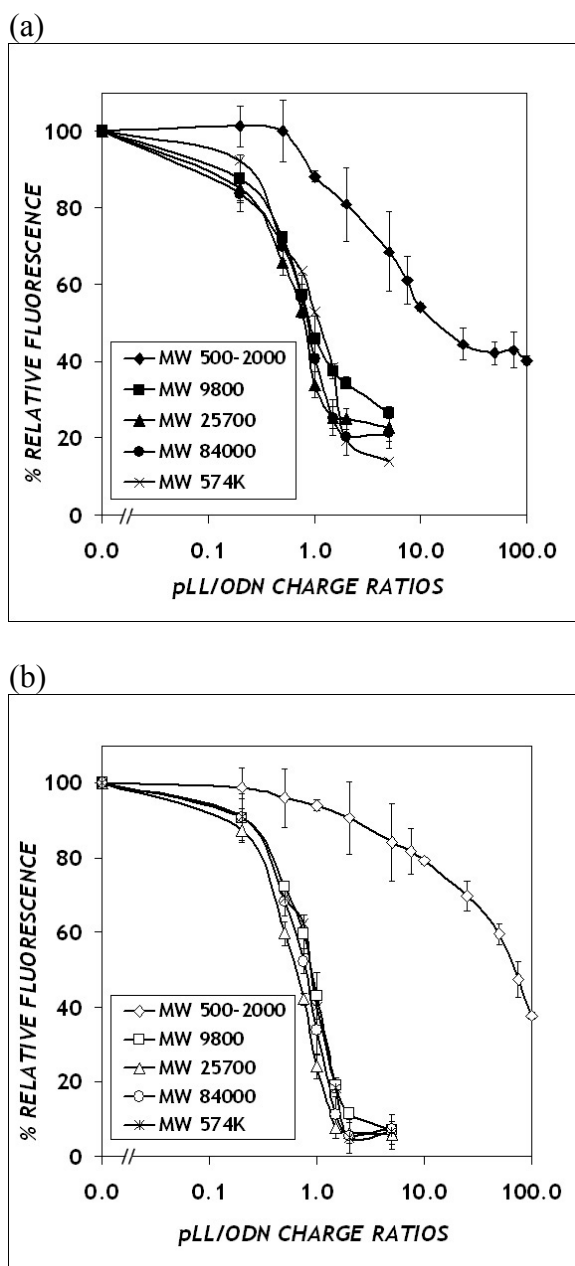 (a)
% RELATIVE FLUORESCENCE
100
80
60
40
20
0
MW 500-2000
MW 9800
MW 25700
MW 84000
MW 574K
0.0 0.1 1.0 10.0 100.0
pLL/ODN CHARGE RATIOS
(b)
% RELATIVE FLUORESCENCE
100
80
60
40
20
0
MW 500-2000
MW 9800
MW 25700
MW 84000
MW 574K
0.0 0.1 1.0 10.0 100.0
pLL/ODN CHARGE RATIOS